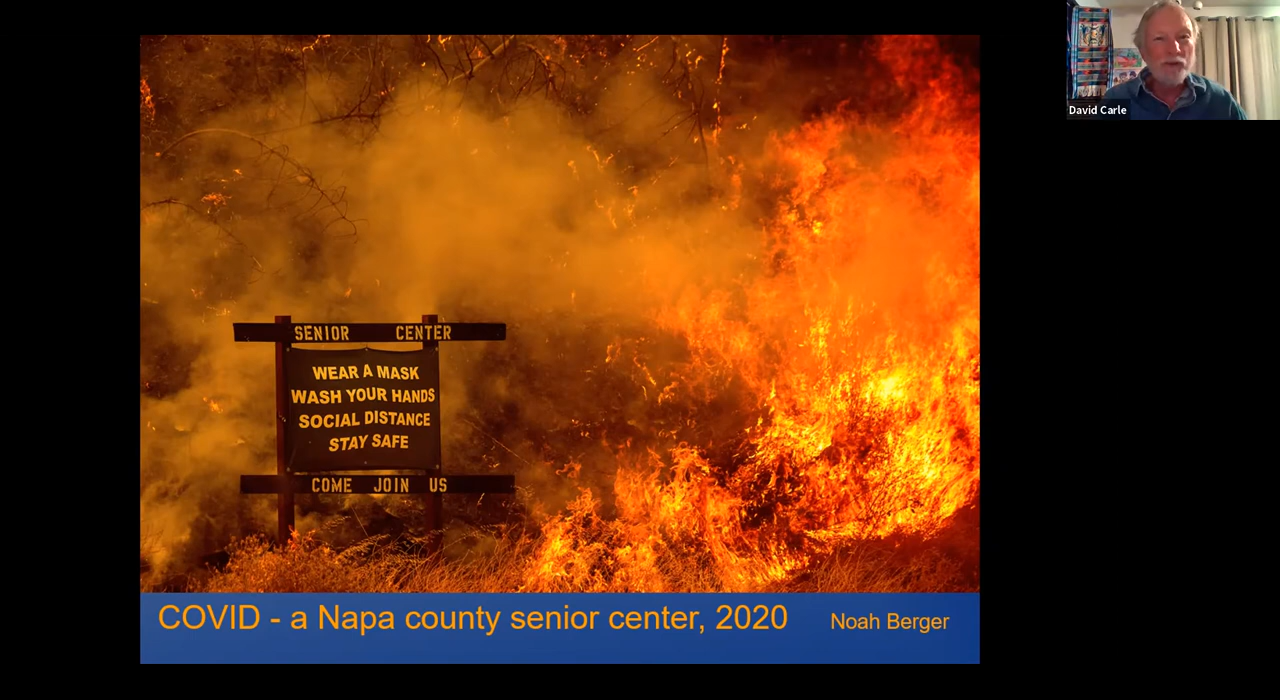 David Carle
SENIOR CENTER
WEAR A MASK
WASH YOUR HANDS
SOCIAL DISTANCE
STAY SAFE
COME JOIN US
COVID - a Napa county senior center, 2020 Noah Berger